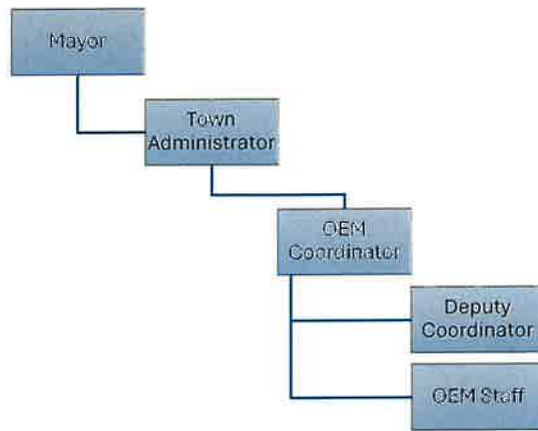 Mayor
Town
Administrator
OEM
Coordinator
Deputy
Coordinator
OEM Staff